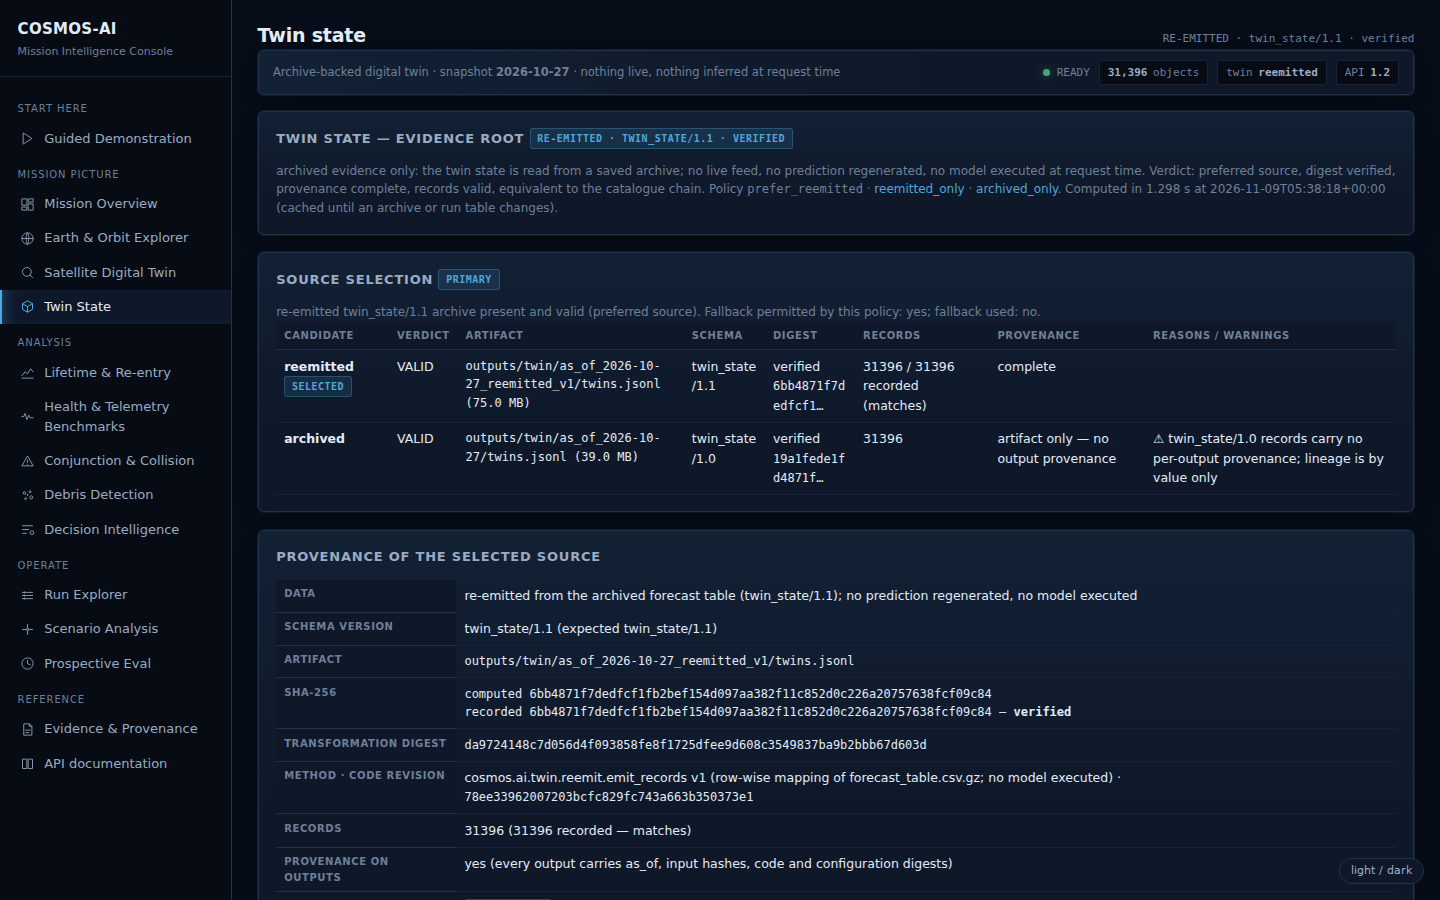 COSMOS-AI
Mission Intelligence Console
START HERE
Guided Demonstration
MISSION PICTURE
Mission Overview
Earth & Orbit Explorer
Satellite Digital Twin
Twin State
ANALYSIS
Lifetime & Re-entry
Health & Telemetry
Benchmarks
Conjunction & Collision
Debris Detection
Decision Intelligence
OPERATE
Run Explorer
Scenario Analysis
Prospective Eval
REFERENCE
Evidence & Provenance
API documentation
Twin state
RE-EMITTED · twin_state/1.1 · verified
Archive-backed digital twin · snapshot 2026-10-27 · nothing live, nothing inferred at request time
READY 31,396 objects twin reemitted API 1.2
TWIN STATE — EVIDENCE ROOT RE-EMITTED · TWIN_STATE/1.1 · VERIFIED
archived evidence only: the twin state is read from a saved archive; no live feed, no prediction regenerated, no model executed at request time. Verdict: preferred source, digest verified,
provenance complete, records valid, equivalent to the catalogue chain. Policy prefer_reemitted · reemitted_only · archived_only. Computed in 1.298 s at 2026-11-09T05:38:18+00:00
(cached until an archive or run table changes).
SOURCE SELECTION PRIMARY
re-emitted twin_state/1.1 archive present and valid (preferred source). Fallback permitted by this policy: yes; fallback used: no.
CANDIDATE VERDICT ARTIFACT SCHEMA DIGEST RECORDS PROVENANCE REASONS / WARNINGS
reemitted VALID outputs/twin/as_of_2026-10- twin_state verified 31396 / 31396 complete
SELECTED 27_reemitted_v1/twins.jsonl /1.1 6bb4871f7d recorded
(75.0 MB) edfcf1… (matches)
archived VALID outputs/twin/as_of_2026-10- twin_state verified 31396 artifact only — no ⚠ twin_state/1.0 records carry no
27/twins.jsonl (39.0 MB) /1.0 19a1fede1f output provenance per-output provenance; lineage is by
d4871f… value only
PROVENANCE OF THE SELECTED SOURCE
DATA re-emitted from the archived forecast table (twin_state/1.1); no prediction regenerated, no model executed
SCHEMA VERSION twin_state/1.1 (expected twin_state/1.1)
ARTIFACT outputs/twin/as_of_2026-10-27_reemitted_v1/twins.jsonl
SHA-256 computed 6bb4871f7dedfcf1fb2bef154d097aa382f11c852d0c226a20757638fcf09c84
recorded 6bb4871f7dedfcf1fb2bef154d097aa382f11c852d0c226a20757638fcf09c84 — verified
TRANSFORMATION DIGEST da9724148c7d056d4f093858fe8f1725dfee9d608c3549837ba9b2bbb67d603d
METHOD · CODE REVISION cosmos.ai.twin.reemit.emit_records v1 (row-wise mapping of forecast_table.csv.gz; no model executed) ·
78ee33962007203bcfc829fc743a663b350373e1
RECORDS 31396 (31396 recorded — matches)
PROVENANCE ON yes (every output carries as_of, input hashes, code and configuration digests)
OUTPUTS
light / dark